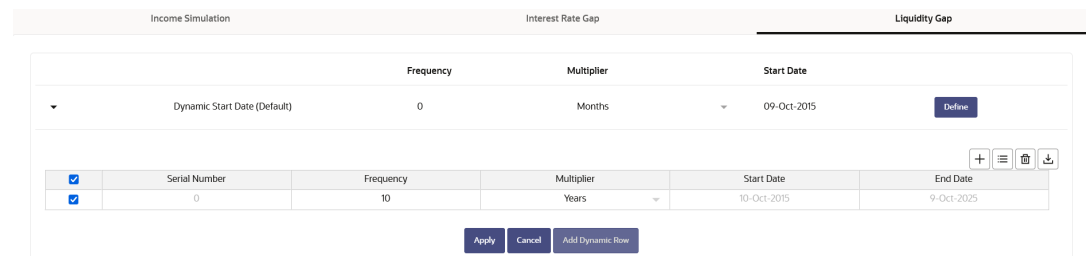 Income Simulation Interest Rate Gap Liquidity Gap
Frequency Multiplier Start Date
Dynamic Start Date (Default) 0 Months 09-Oct-2015 Define
Serial Number Frequency Multiplier Start Date End Date
0 10 Years 10-Oct-2015 9-Oct-2025
Apply Cancel Add Dynamic Row